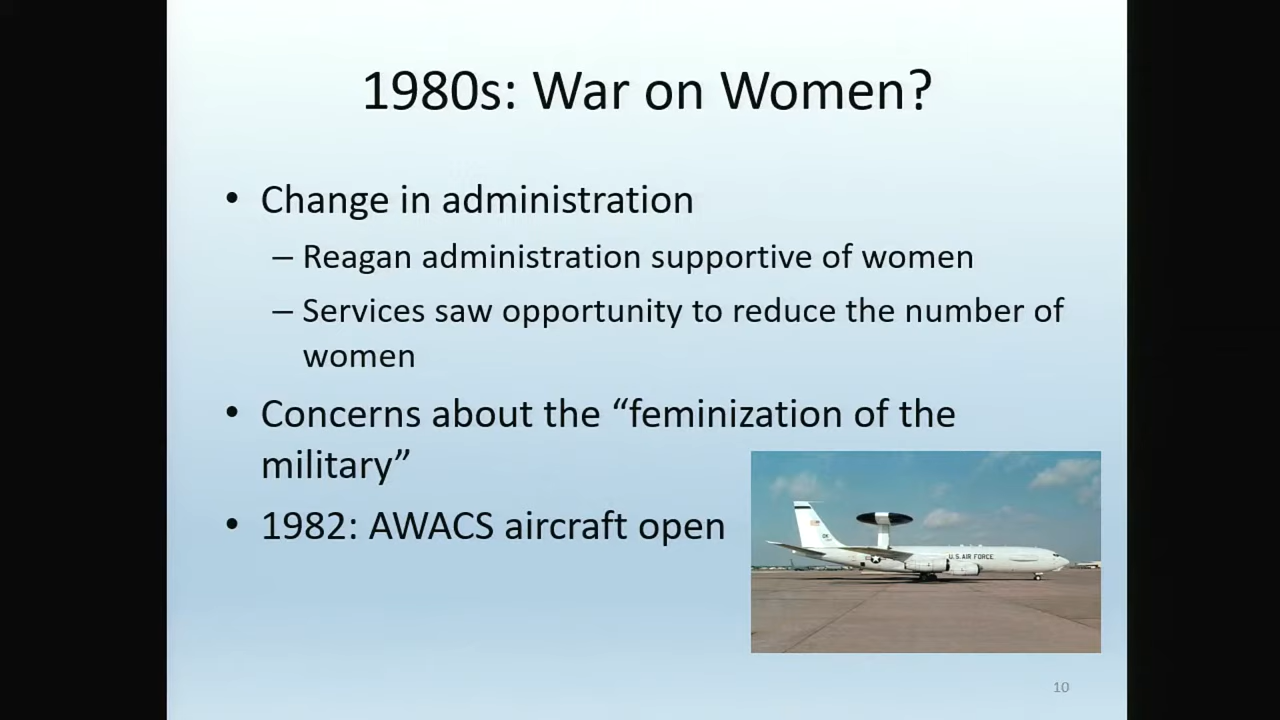 1980s: War on Women?
• Change in administration
– Reagan administration supportive of women
– Services saw opportunity to reduce the number of
women
• Concerns about the “feminization of the
military”
• 1982: AWACS aircraft open
U.S. AIR FORCE
10